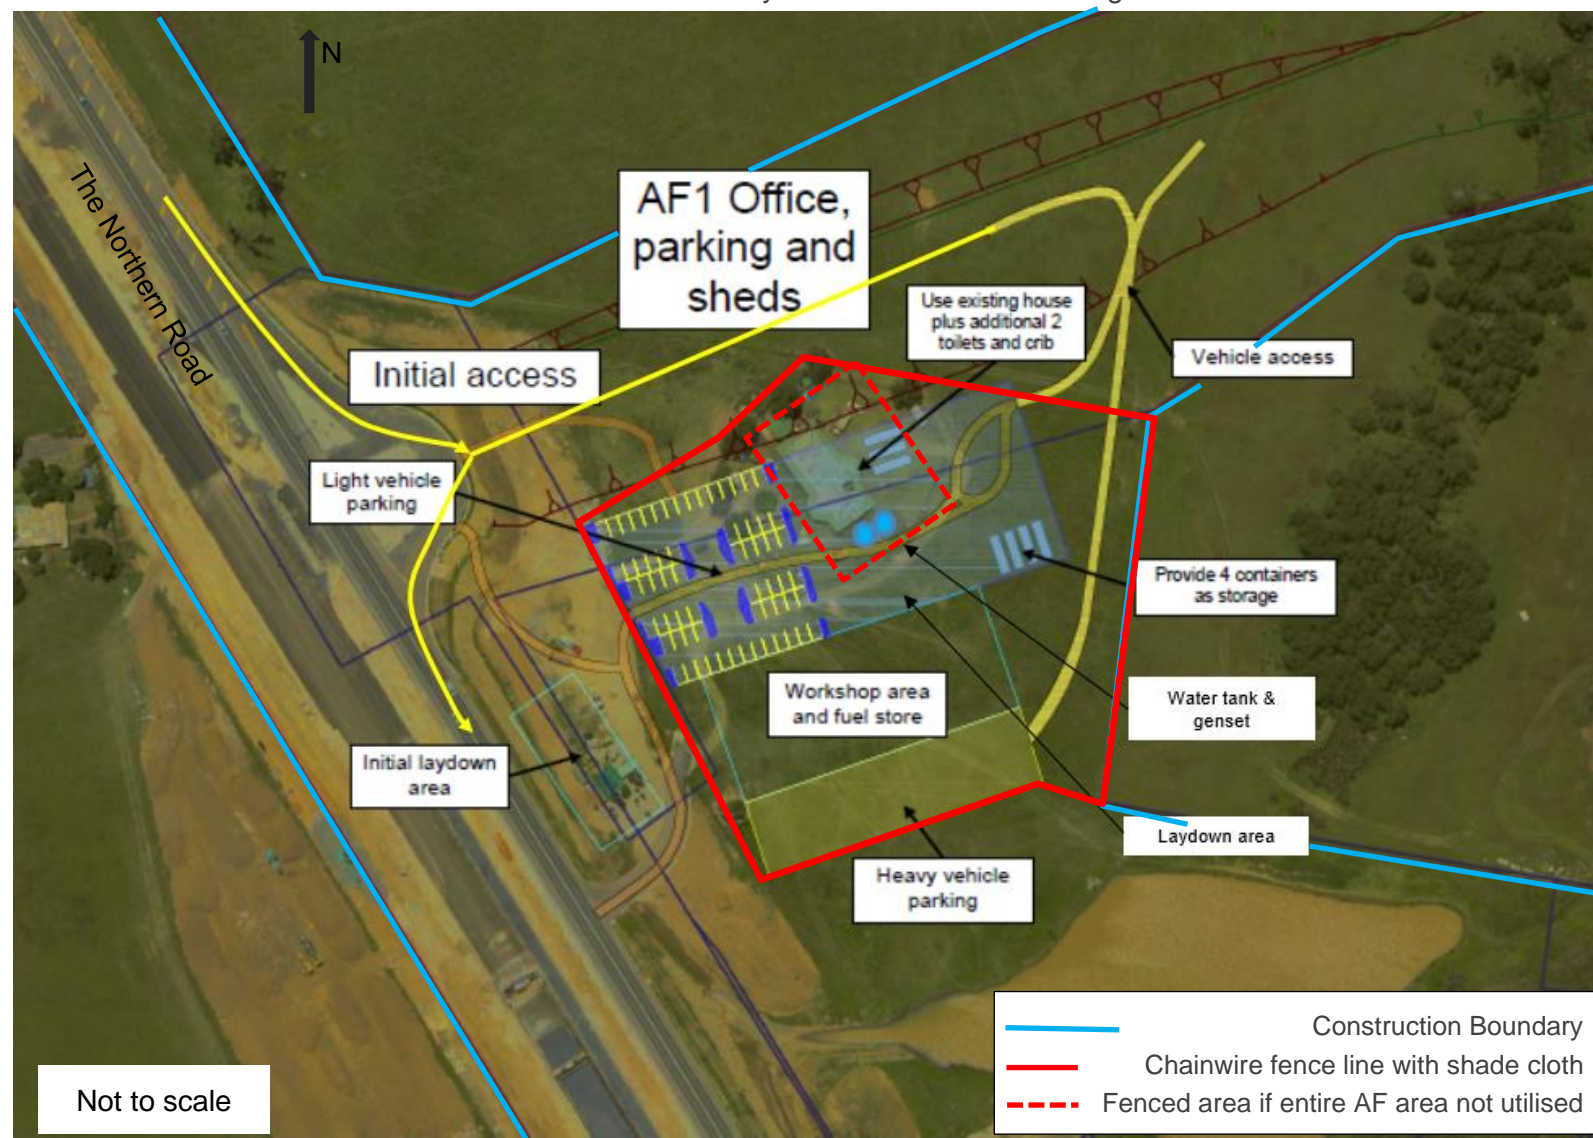 N
The Northern Road
AF1 Office,
parking and
sheds
Use existing house
plus additional 2
toilets and crib
Vehicle access
Initial access
Light vehicle
parking
Provide 4 containers
as storage
Workshop area
and fuel store
Water tank &
genset
Initial laydown
area
Laydown area
Heavy vehicle
parking
Construction Boundary
Chainwire fence line with shade cloth
Fenced area if entire AF area not utilised
Not to scale